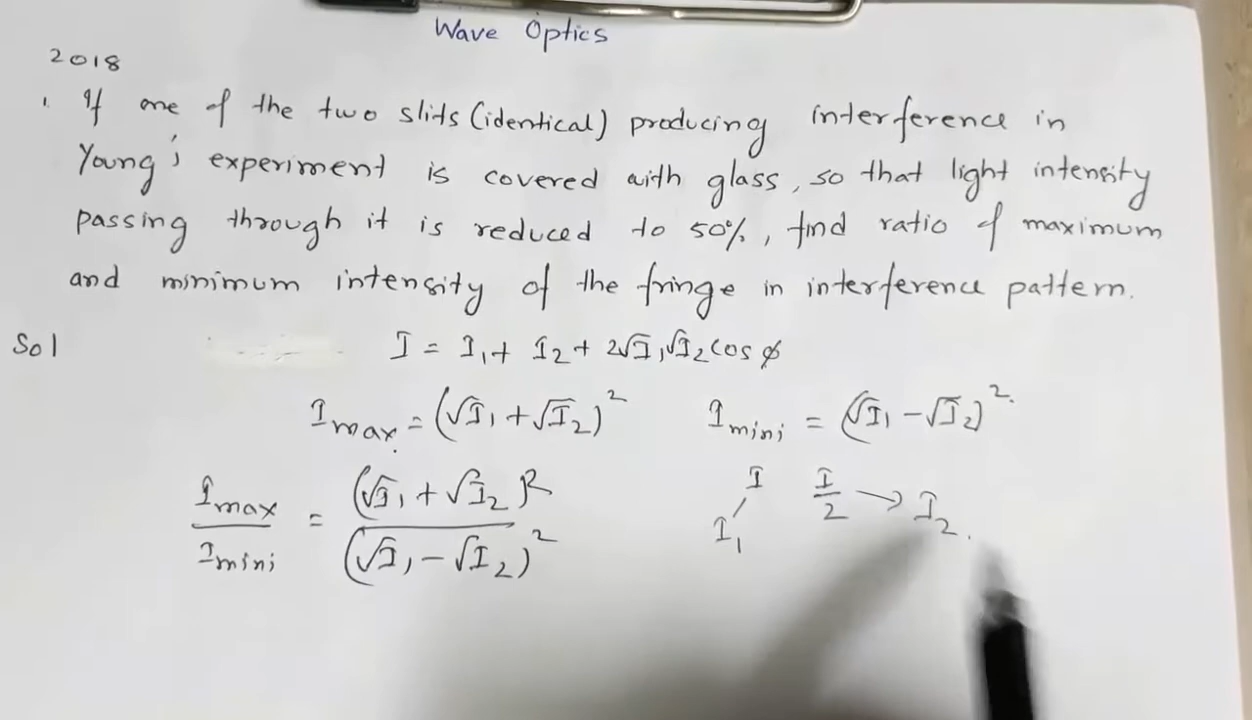 Wave Optics
2018
1. If one of the two slits (identical) producing interference in
Young's experiment is covered with glass, so that light intensity
passing through it is reduced to 50%, find ratio of maximum
and minimum intensity of the fringe in interference pattern.
Sol
I = I₁ + I₂ + 2√I₁√I₂ cos φ
Imax. = (√I₁ + √I₂)² Imini = (√I₁ - √I₂)².
Imax/Imini = (√I₁ + √I₂)²/(√I₁ - √I₂)² I I/2 → I₂.
I₁